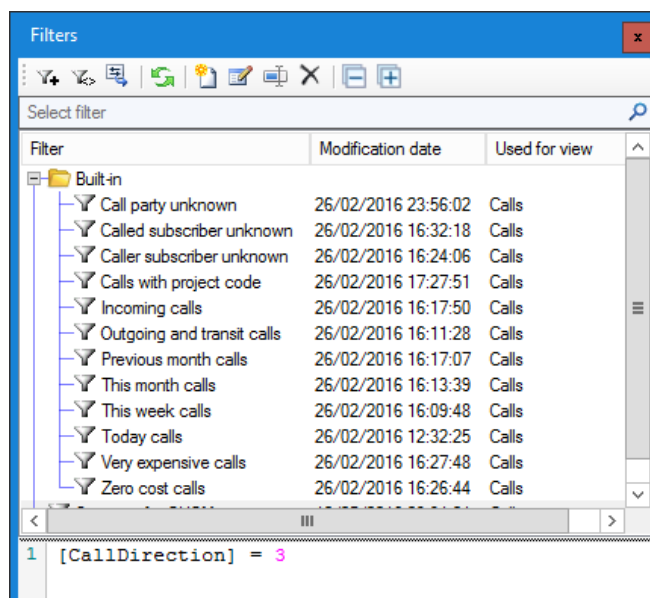 Filters
Select filter
Filter Modification date Used for view
Built-in
Call party unknown 26/02/2016 23:56:02 Calls
Called subscriber unknown 26/02/2016 16:32:18 Calls
Caller subscriber unknown 26/02/2016 16:24:06 Calls
Calls with project code 26/02/2016 17:27:51 Calls
Incoming calls 26/02/2016 16:17:50 Calls
Outgoing and transit calls 26/02/2016 16:11:28 Calls
Previous month calls 26/02/2016 16:17:07 Calls
This month calls 26/02/2016 16:13:39 Calls
This week calls 26/02/2016 16:09:48 Calls
Today calls 26/02/2016 12:32:25 Calls
Very expensive calls 26/02/2016 16:27:48 Calls
Zero cost calls 26/02/2016 16:26:44 Calls
1 [CallDirection] = 3